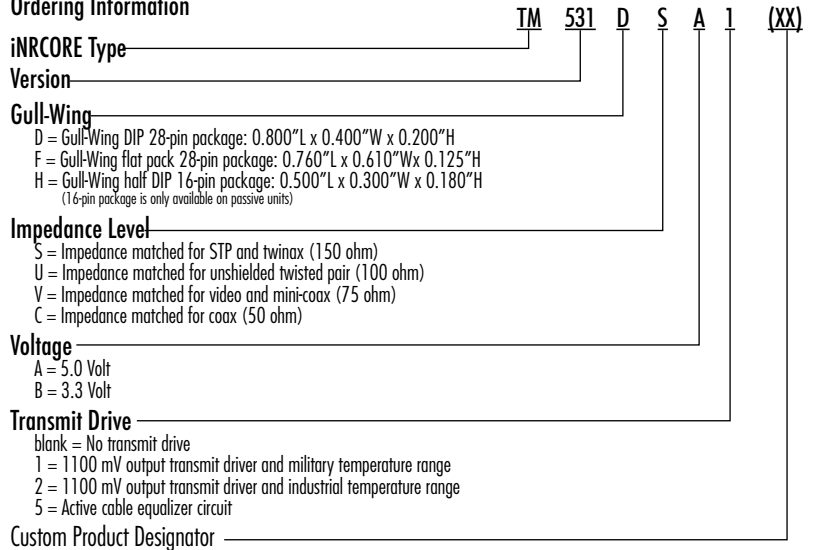 Ordering Information
TM 531 D S A 1 (XX)
iNRCORE Type
Version
Gull-Wing
D = Gull-Wing DIP 28-pin package: 0.800″L x 0.400″W x 0.200″H
F = Gull-Wing flat pack 28-pin package: 0.760″L x 0.610″Wx 0.125″H
H = Gull-Wing half DIP 16-pin package: 0.500″L x 0.300″W x 0.180″H
(16-pin package is only available on passive units)
Impedance Level
S = Impedance matched for STP and twinax (150 ohm)
U = Impedance matched for unshielded twisted pair (100 ohm)
V = Impedance matched for video and mini-coax (75 ohm)
C = Impedance matched for coax (50 ohm)
Voltage
A = 5.0 Volt
B = 3.3 Volt
Transmit Drive
blank = No transmit drive
1 = 1100 mV output transmit driver and military temperature range
2 = 1100 mV output transmit driver and industrial temperature range
5 = Active cable equalizer circuit
Custom Product Designator